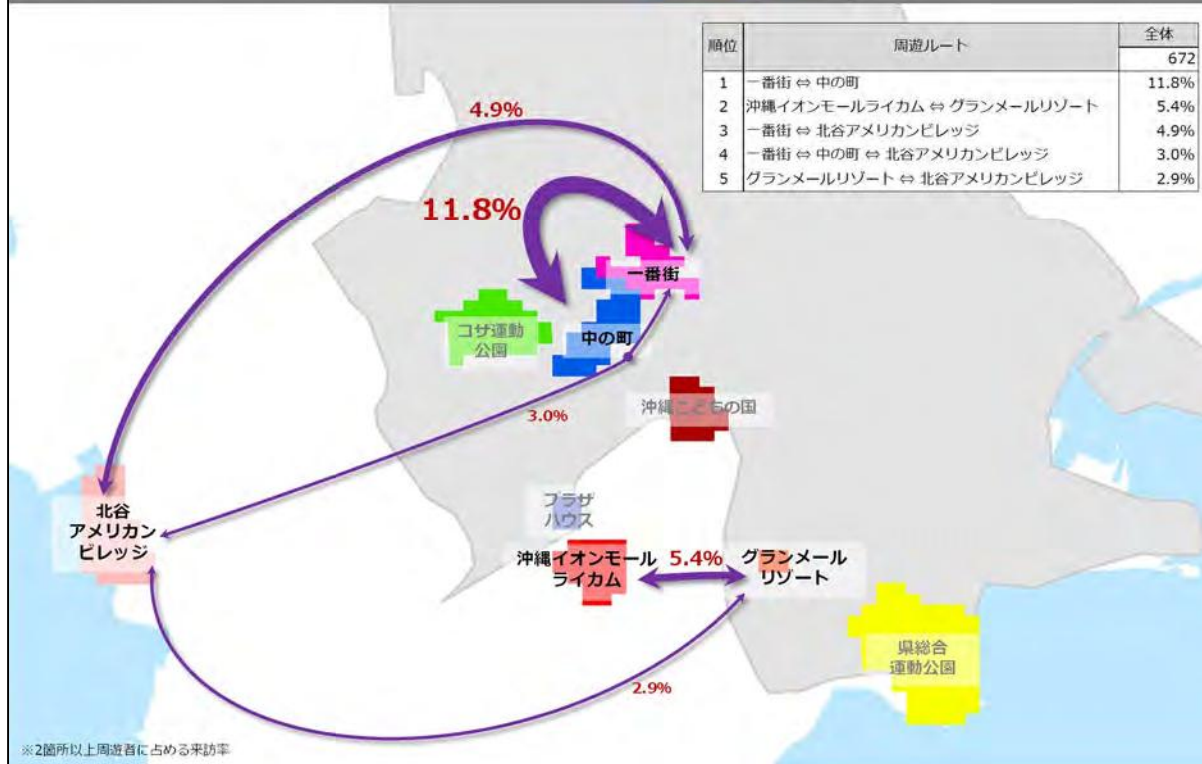 順位 周遊ルート 全体
672
1 一番街 ⇔ 中の町 11.8%
2 沖縄イオンモールライカム ⇔ グランメールリゾート 5.4%
3 一番街 ⇔ 北谷アメリカンビレッジ 4.9%
4 一番街 ⇔ 中の町 ⇔ 北谷アメリカンビレッジ 3.0%
5 グランメールリゾート ⇔ 北谷アメリカンビレッジ 2.9%
4.9%
11.8%
一番街
コザ運動
公園
中の町
沖縄こどもの国
3.0%
北谷
アメリカン
ビレッジ
プラザ
ハウス
沖縄イオンモール
ライカム
5.4%
グランメール
リゾート
県総合
運動公園
2.9%
※2箇所以上周遊者に占める来訪率